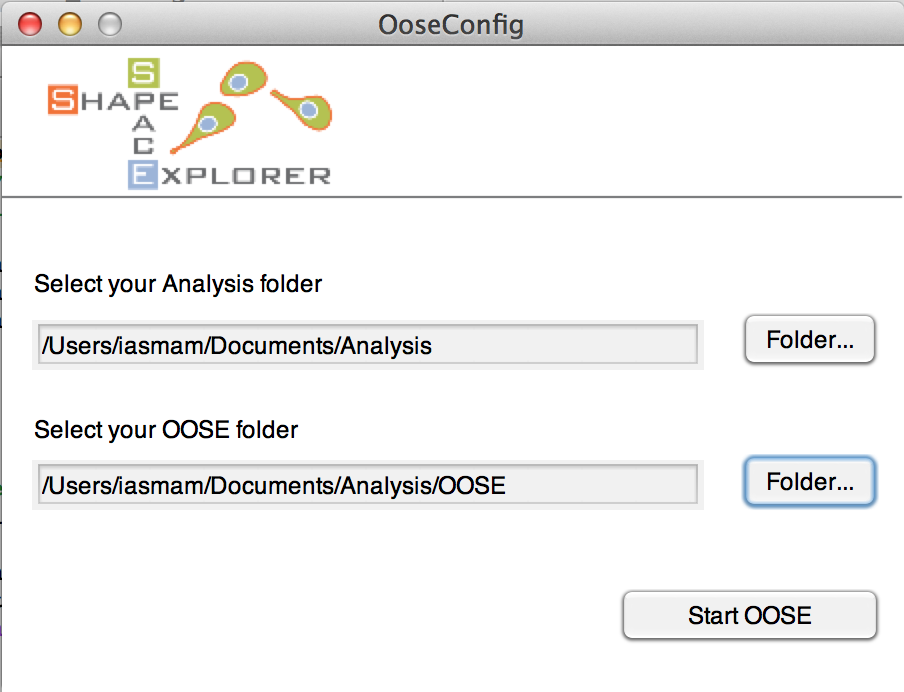 OoseConfig
SHAPE
SPACE
EXPLORER
Select your Analysis folder
/Users/iasmam/Documents/Analysis
Folder...
Select your OOSE folder
/Users/iasmam/Documents/Analysis/OOSE
Folder...
Start OOSE